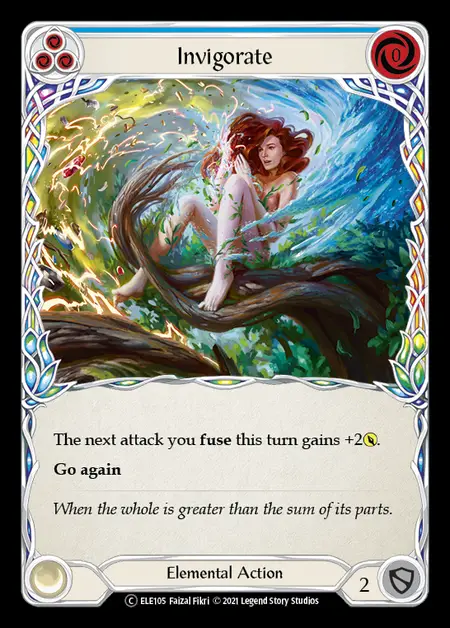 Invigorate
0
The next attack you fuse this turn gains +2.
Go again
When the whole is greater than the sum of its parts.
Elemental Action
2
C ELE105 Faizal Fikri © 2021 Legend Story Studios